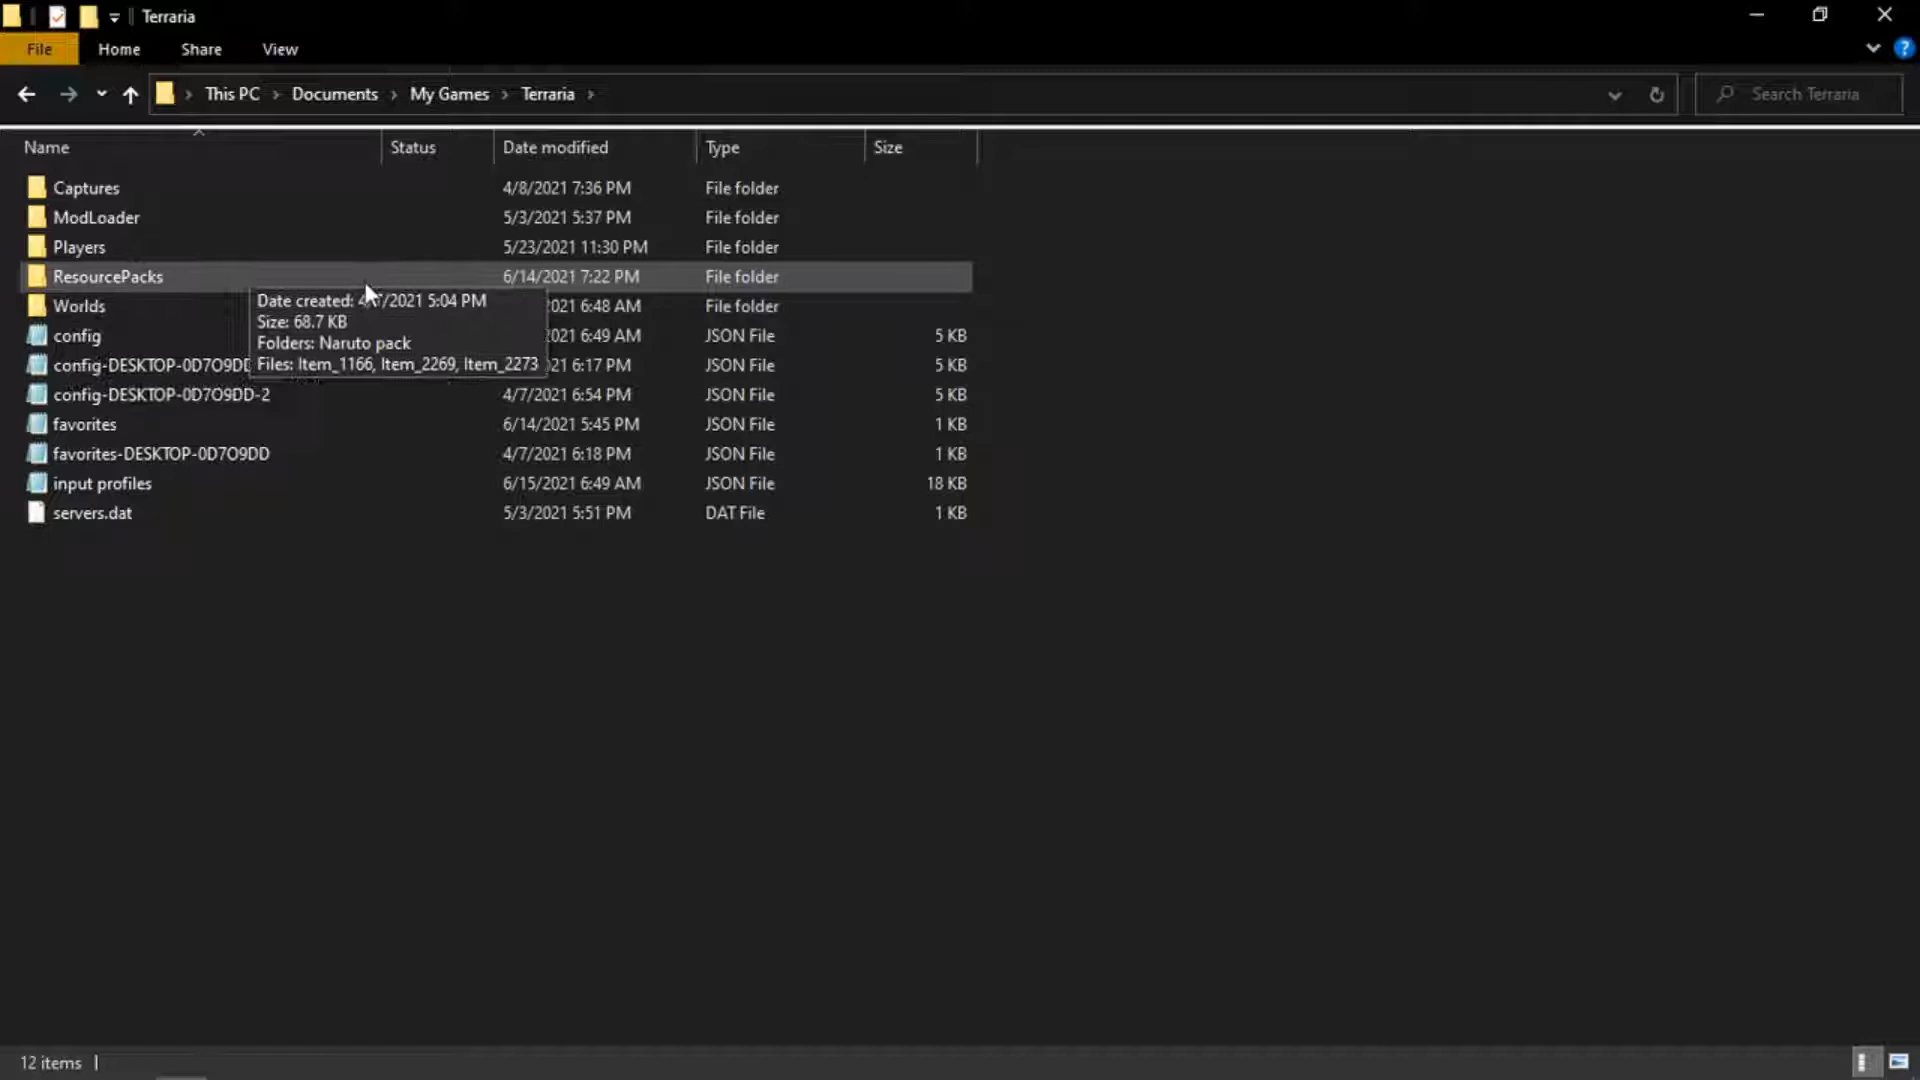 Terraria
File Home Share View
This PC > Documents > My Games > Terraria > Search Terraria
Name Status Date modified Type Size
Captures 4/8/2021 7:36 PM File folder
ModLoader 5/3/2021 5:37 PM File folder
Players 5/23/2021 11:30 PM File folder
ResourcePacks 6/14/2021 7:22 PM File folder
Worlds 021 6:48 AM File folder
Date created: /2021 5:04 PM
Size: 68.7 KB
Folders: Naruto pack
Files: Item_1166, Item_2269, Item_2273
config 021 6:49 AM JSON File 5 KB
config-DESKTOP-0D7O9DD 021 6:17 PM JSON File 5 KB
config-DESKTOP-0D7O9DD-2 4/7/2021 6:54 PM JSON File 5 KB
favorites 6/14/2021 5:45 PM JSON File 1 KB
favorites-DESKTOP-0D7O9DD 4/7/2021 6:18 PM JSON File 1 KB
input profiles 6/15/2021 6:49 AM JSON File 18 KB
servers.dat 5/3/2021 5:51 PM DAT File 1 KB
12 items